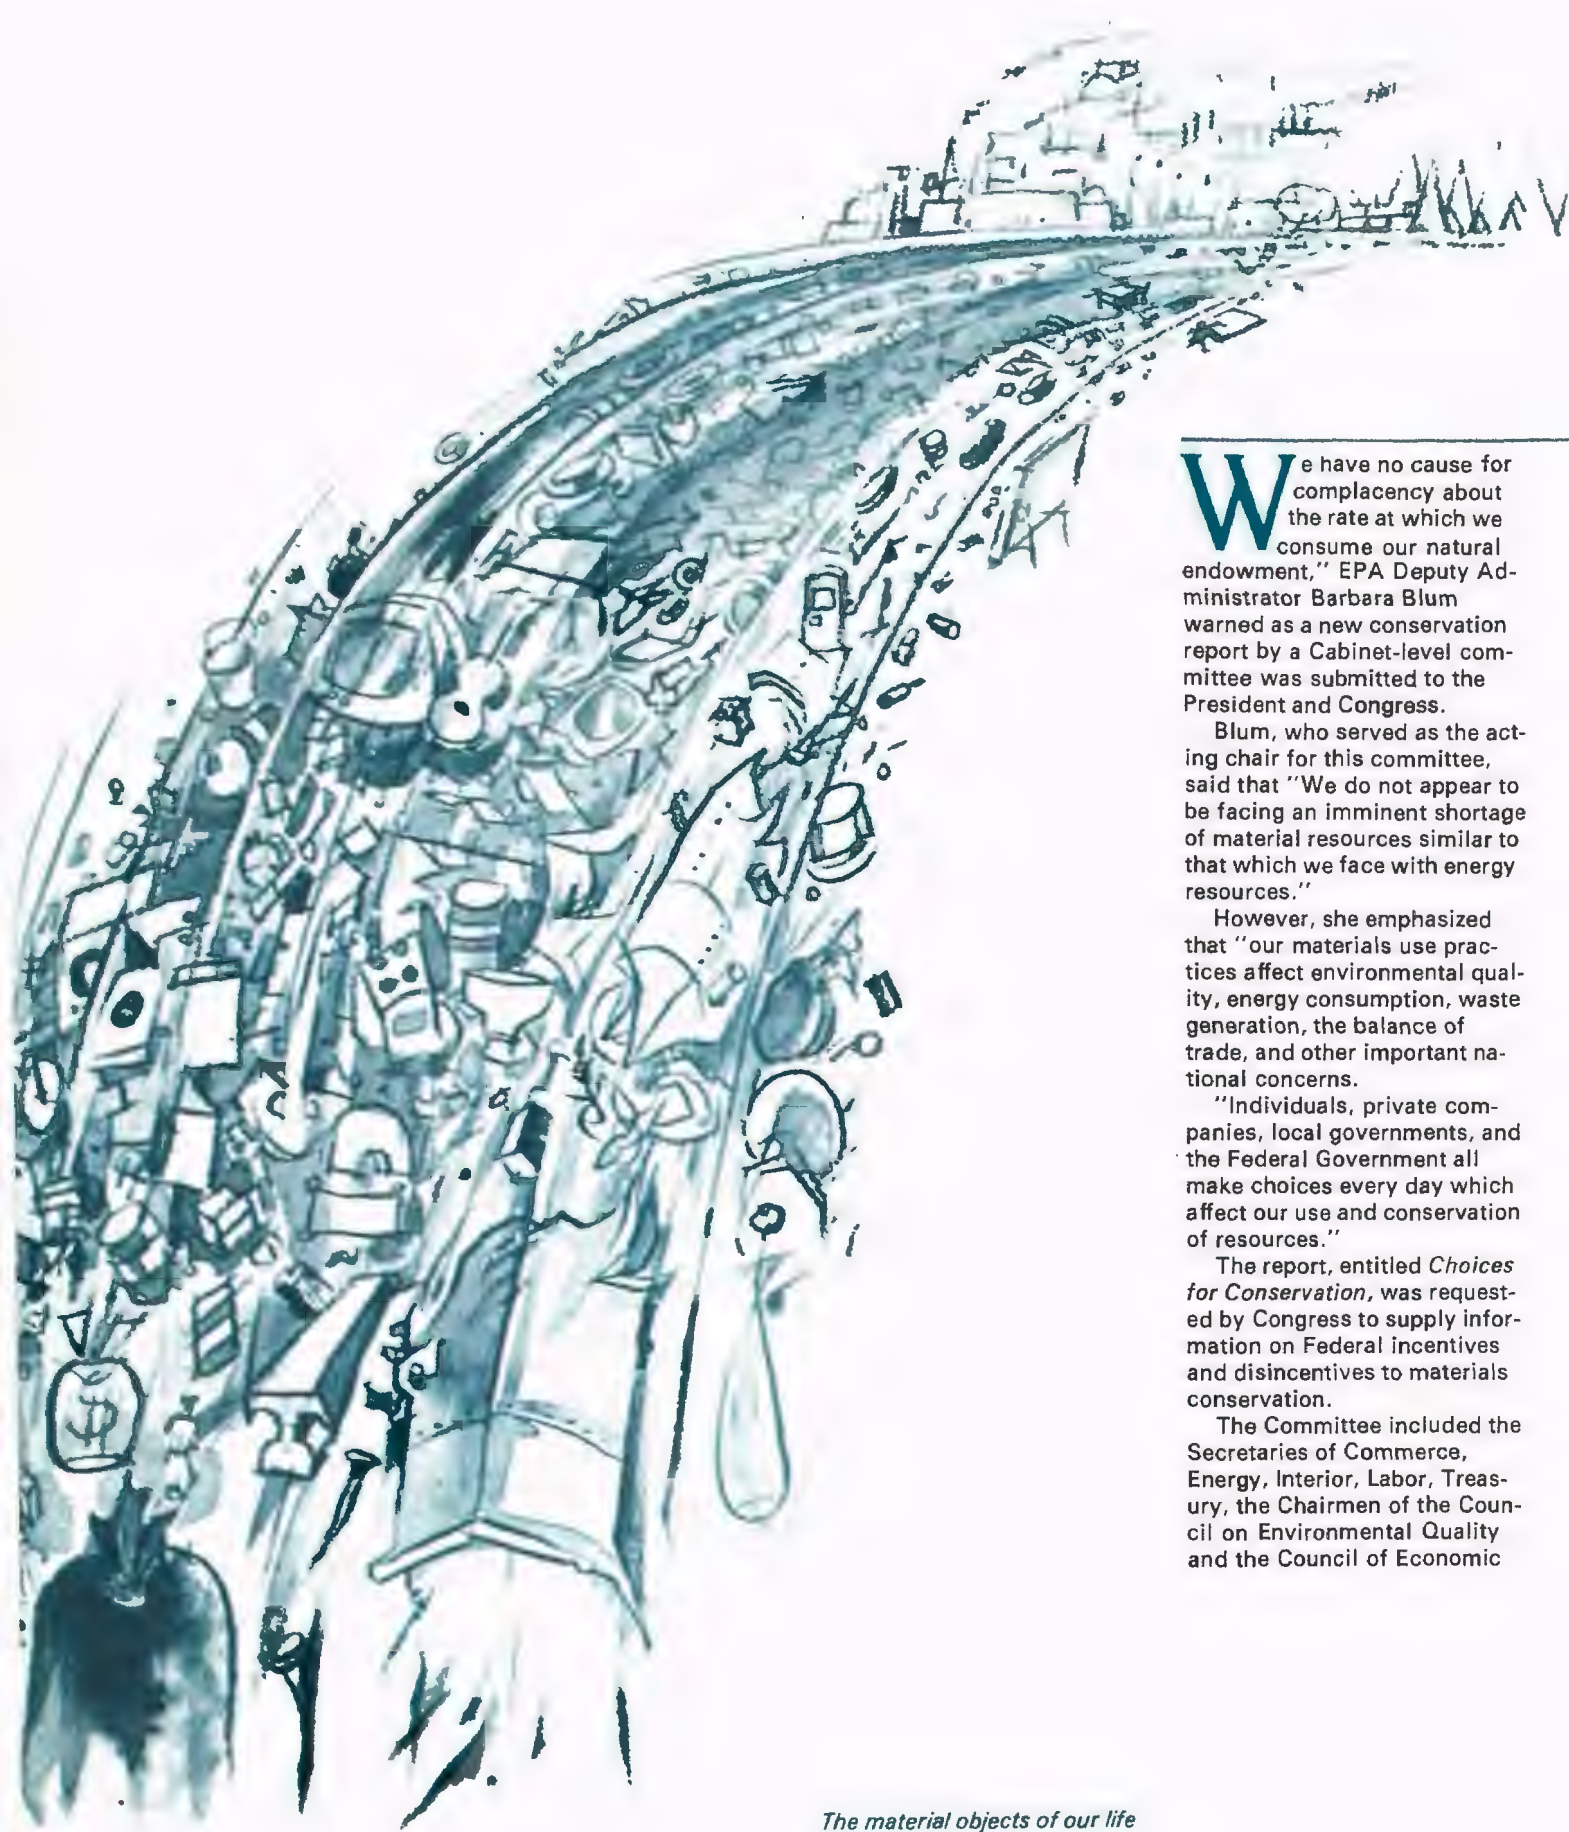 We have no cause for
complacency about
the rate at which we
consume our natural
endowment,'' EPA Deputy Ad-
ministrator Barbara Blum
warned as a new conservation
report by a Cabinet-level com-
mittee was submitted to the
President and Congress.
Blum, who served as the act-
ing chair for this committee,
said that ''We do not appear to
be facing an imminent shortage
of material resources similar to
that which we face with energy
resources.''
However, she emphasized
that ''our materials use prac-
tices affect environmental qual-
ity, energy consumption, waste
generation, the balance of
trade, and other important na-
tional concerns.
''Individuals, private com-
panies, local governments, and
the Federal Government all
make choices every day which
affect our use and conservation
of resources.''
The report, entitled Choices
for Conservation, was request-
ed by Congress to supply infor-
mation on Federal incentives
and disincentives to materials
conservation.
The Committee included the
Secretaries of Commerce,
Energy, Interior, Labor, Treas-
ury, the Chairmen of the Coun-
cil on Environmental Quality
and the Council of Economic
$
The material objects of our life